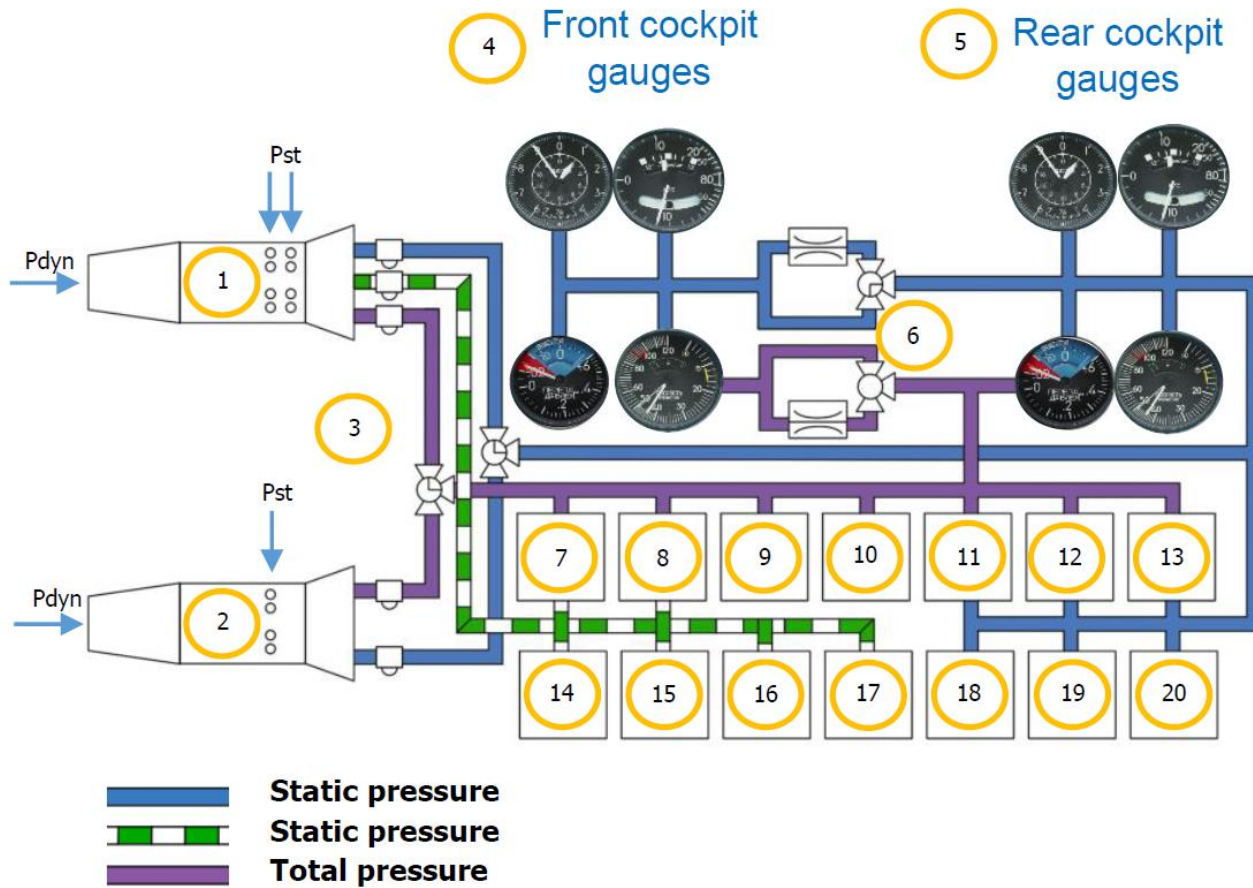 4
Front cockpit
gauges
5
Rear cockpit
gauges
Pst
Pdyn
1
6
3
Pst
Pdyn
2
7
8
9
10
11
12
13
14
15
16
17
18
19
20
Static pressure
Static pressure
Total pressure